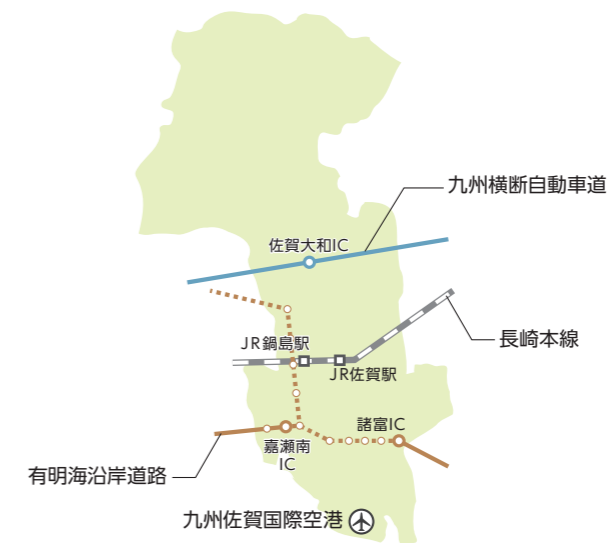 九州横断自動車道
佐賀大和IC
長崎本線
JR鍋島駅
JR佐賀駅
諸富IC
嘉瀬南
IC
有明海沿岸道路
九州佐賀国際空港